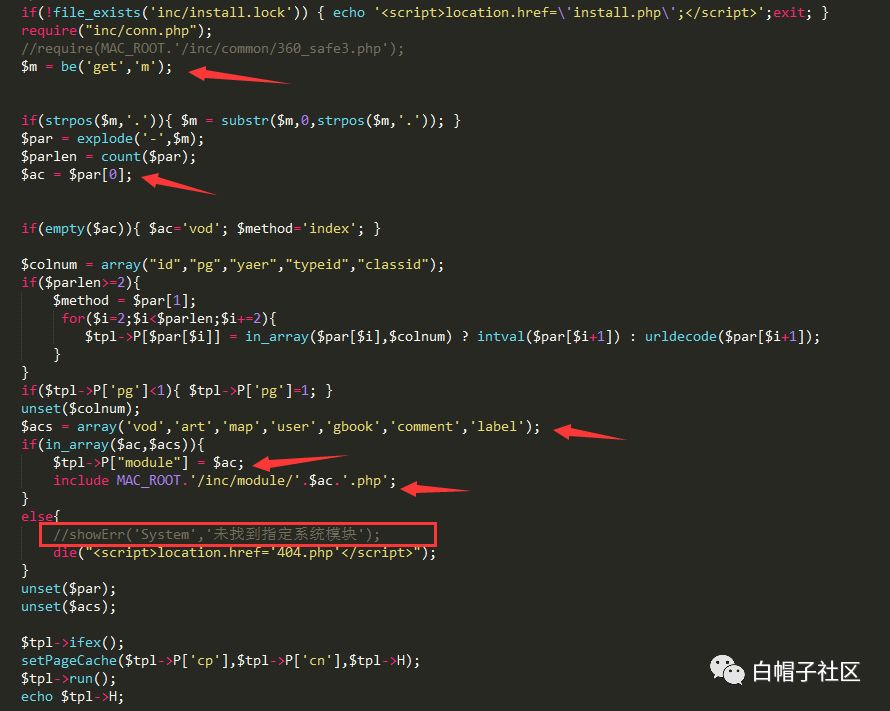 if(!file_exists('inc/install.lock')) { echo '<script>location.href=\'install.php\';</script>';exit; }
require("inc/conn.php");
//require(MAC_ROOT.'/inc/common/360_safe3.php');
$m = be('get','m');
if(strpos($m,'.')){ $m = substr($m,0,strpos($m,'.')); }
$par = explode('-',$m);
$parlen = count($par);
$ac = $par[0];
if(empty($ac)){ $ac='vod'; $method='index'; }
$colnum = array("id","pg","yaer","typeid","classid");
if($parlen>=2){
$method = $par[1];
for($i=2;$i<$parlen;$i+=2){
$tpl->P[$par[$i]] = in_array($par[$i],$colnum) ? intval($par[$i+1]) : urldecode($par[$i+1]);
}
}
if($tpl->P['pg']<1){ $tpl->P['pg']=1; }
unset($colnum);
$acs = array('vod','art','map','user','gbook','comment','label');
if(in_array($ac,$acs)){
$tpl->P["module"] = $ac;
include MAC_ROOT.'/inc/module/'.$ac.'.php';
}
else{
//showErr('System','未找到指定系统模块');
die("<script>location.href='404.php'</script>");
}
unset($par);
unset($acs);
$tpl->ifex();
setPageCache($tpl->P['cp'],$tpl->P['cn'],$tpl->H);
$tpl->run();
echo $tpl->H;
白帽子社区